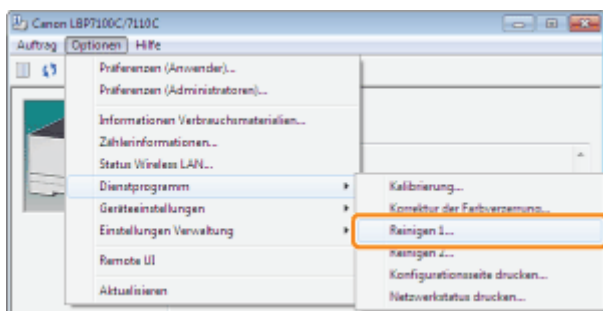 Canon LBP7100C/7110C
Auftrag Optionen Hilfe
Präferenzen (Anwender)...
Präferenzen (Administratoren)...
Informationen Verbrauchsmaterialien...
Zählerinformationen...
Status Wireless LAN...
Dienstprogramm
Geräteeinstellungen
Einstellungen Verwaltung
Remote UI
Aktualisieren
Kalibrierung...
Korrektur der Farbverzerrung...
Reinigen 1...
Reinigen 2...
Konfigurationsseite drucken...
Netzwerkstatus drucken...